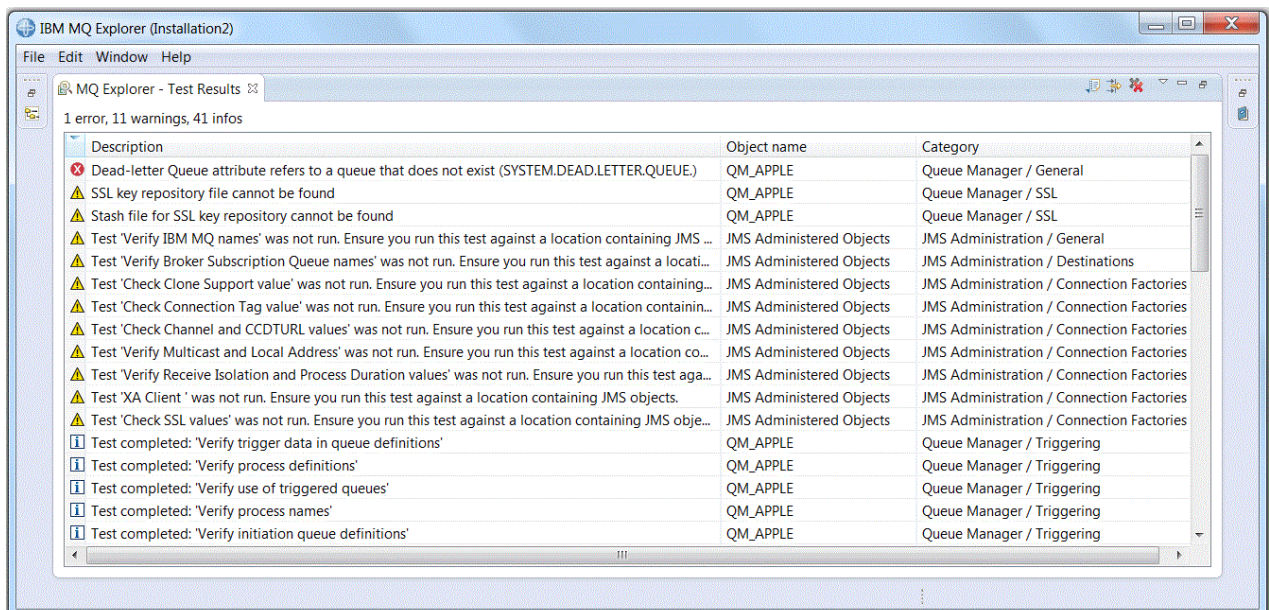 IBM MQ Explorer (Installation2)
File Edit Window Help
MQ Explorer - Test Results
1 error, 11 warnings, 41 infos
Description Object name Category
Dead-letter Queue attribute refers to a queue that does not exist (SYSTEM.DEAD.LETTER.QUEUE.) QM_APPLE Queue Manager / General
SSL key repository file cannot be found QM_APPLE Queue Manager / SSL
Stash file for SSL key repository cannot be found QM_APPLE Queue Manager / SSL
Test 'Verify IBM MQ names' was not run. Ensure you run this test against a location containing JMS ... JMS Administered Objects JMS Administration / General
Test 'Verify Broker Subscription Queue names' was not run. Ensure you run this test against a locati... JMS Administered Objects JMS Administration / Destinations
Test 'Check Clone Support value' was not run. Ensure you run this test against a location containing... JMS Administered Objects JMS Administration / Connection Factories
Test 'Check Connection Tag value' was not run. Ensure you run this test against a location containin... JMS Administered Objects JMS Administration / Connection Factories
Test 'Check Channel and CCDTURL values' was not run. Ensure you run this test against a location c... JMS Administered Objects JMS Administration / Connection Factories
Test 'Verify Multicast and Local Address' was not run. Ensure you run this test against a location co... JMS Administered Objects JMS Administration / Connection Factories
Test 'Verify Receive Isolation and Process Duration values' was not run. Ensure you run this test aga... JMS Administered Objects JMS Administration / Connection Factories
Test 'XA Client ' was not run. Ensure you run this test against a location containing JMS objects. JMS Administered Objects JMS Administration / Connection Factories
Test 'Check SSL values' was not run. Ensure you run this test against a location containing JMS obje... JMS Administered Objects JMS Administration / Connection Factories
Test completed: 'Verify trigger data in queue definitions' QM_APPLE Queue Manager / Triggering
Test completed: 'Verify process definitions' QM_APPLE Queue Manager / Triggering
Test completed: 'Verify use of triggered queues' QM_APPLE Queue Manager / Triggering
Test completed: 'Verify process names' QM_APPLE Queue Manager / Triggering
Test completed: 'Verify initiation queue definitions' QM_APPLE Queue Manager / Triggering